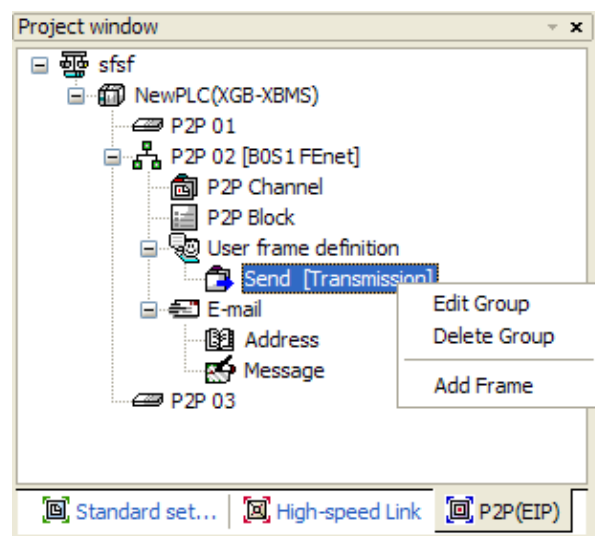 Project window
sfsf
NewPLC(XGB-XBMS)
P2P 01
P2P 02 [B0S1 FEnet]
P2P Channel
P2P Block
User frame definition
Send [Transmission]
Edit Group
E-mail
Delete Group
Address
Message
Add Frame
P2P 03
Standard set... High-speed Link P2P(EIP)